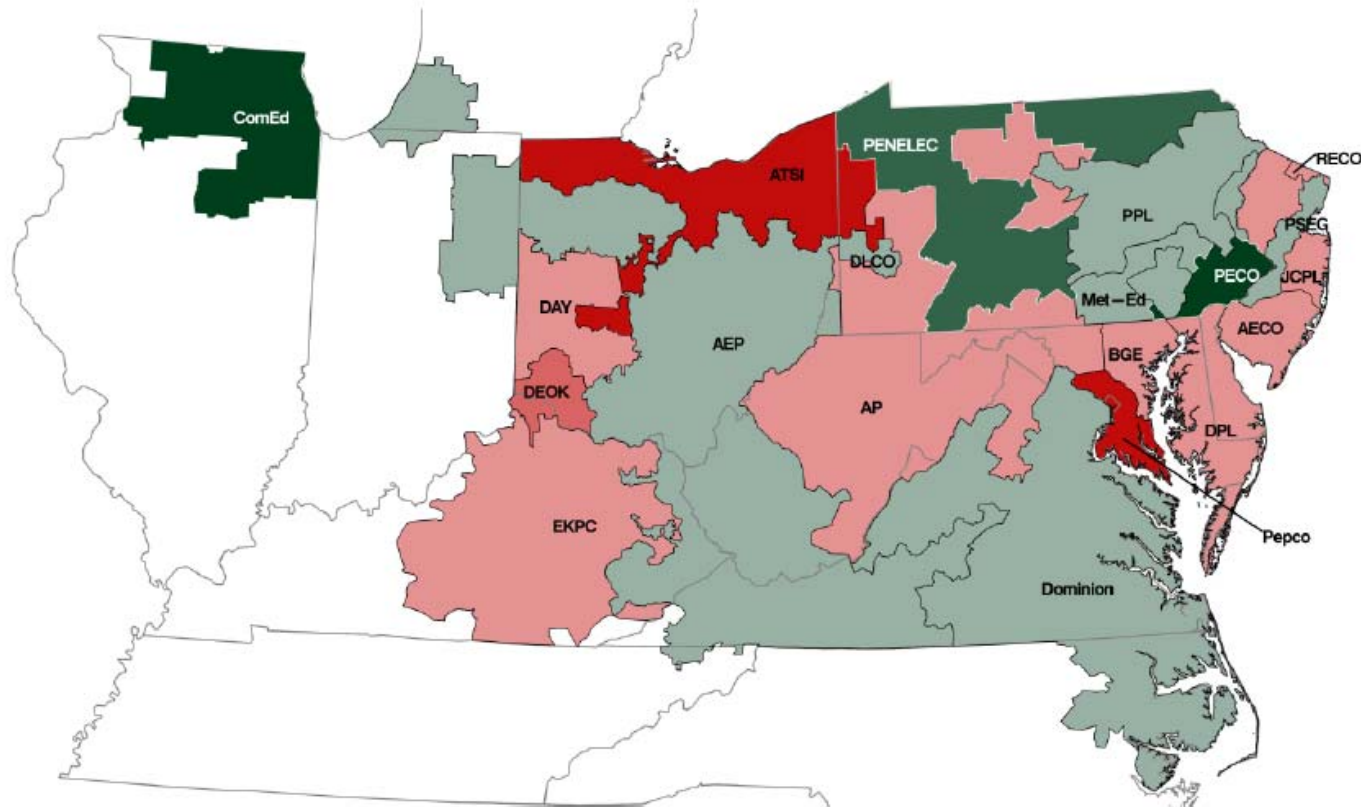 ComEd
PENELEC
RECO
ATSI
PPL
PSEG
DLCO
PECO
JCPL
Met-Ed
DAY
AECO
AEP
BGE
DEOK
AP
DPL
EKPC
Pepco
Dominion